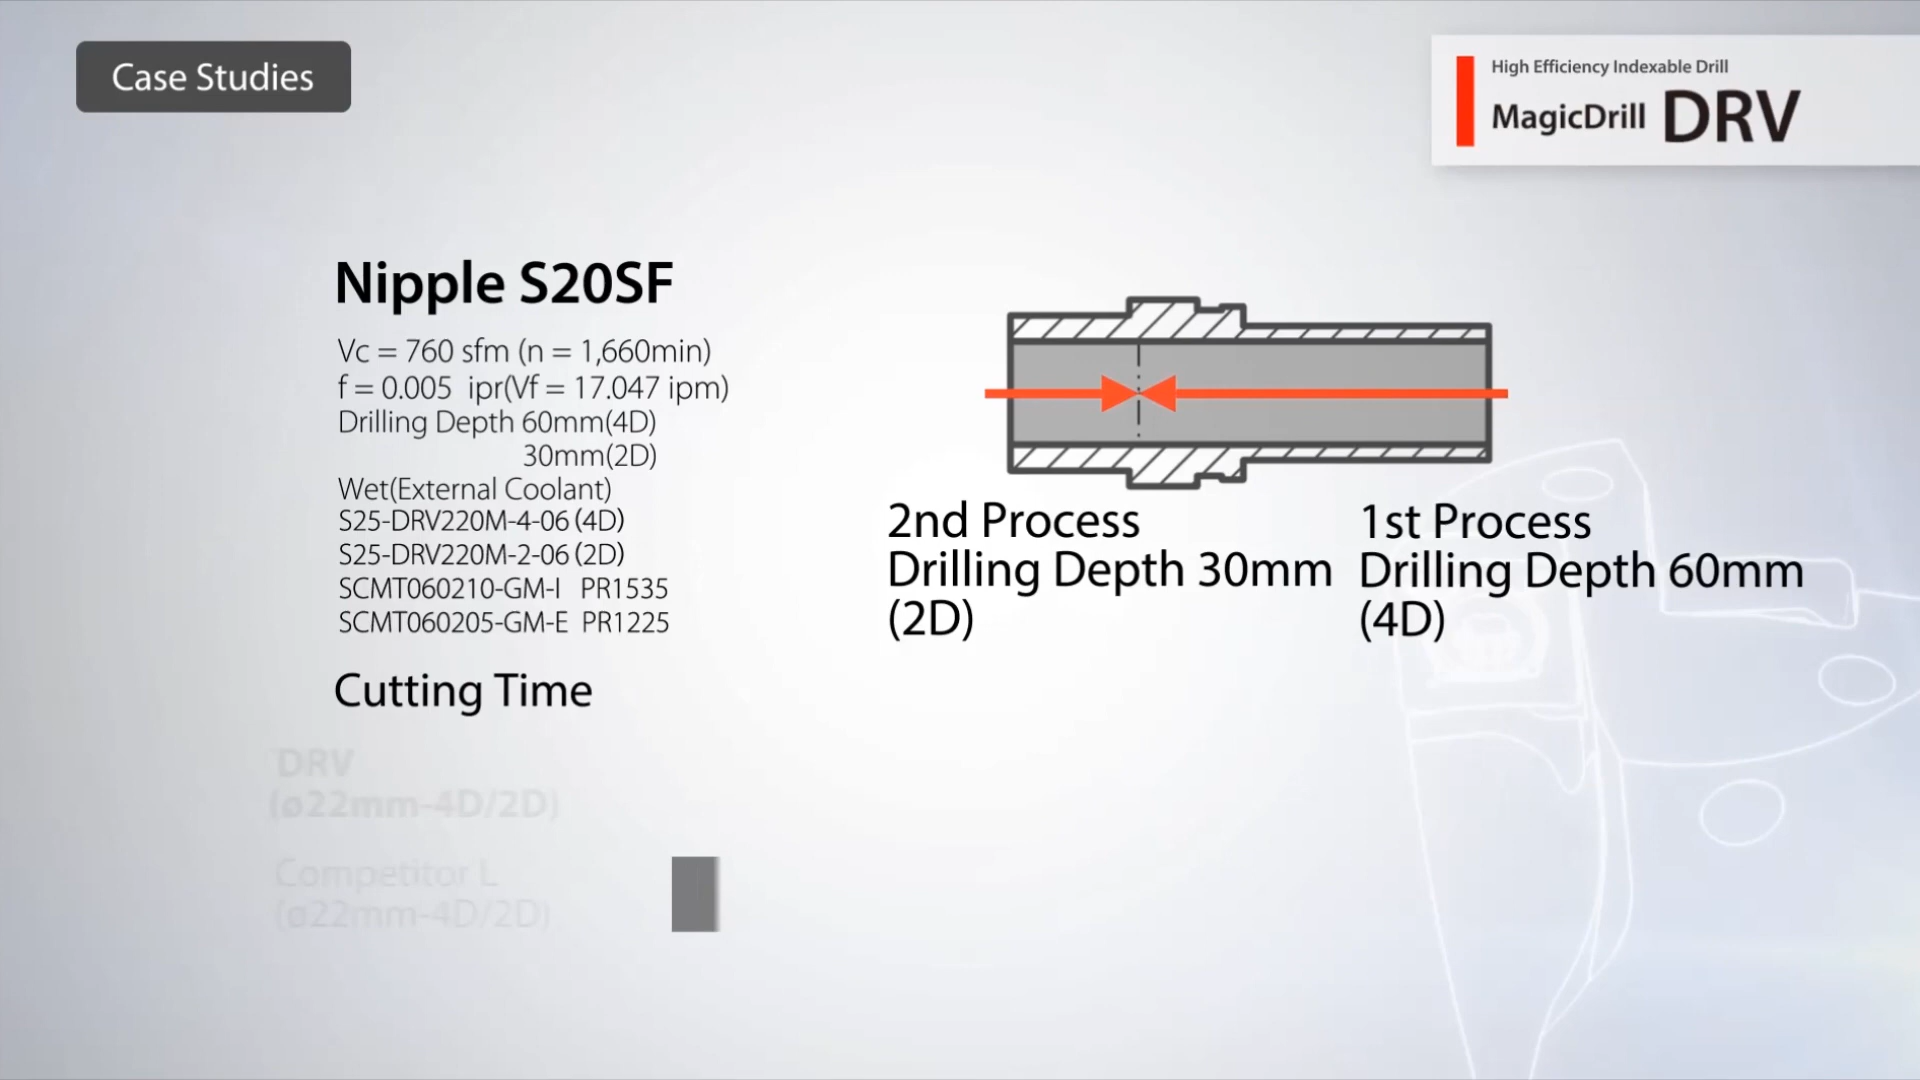 Case Studies
High Efficiency Indexable Drill
MagicDrill DRV
Nipple S20SF
Vc = 760 sfm (n = 1,660min)
f = 0.005 ipr(Vf = 17.047 ipm)
Drilling Depth 60mm(4D)
30mm(2D)
Wet(External Coolant)
S25-DRV220M-4-06 (4D)
S25-DRV220M-2-06 (2D)
SCMT060210-GM-I PR1535
SCMT060205-GM-E PR1225
Cutting Time
DRV
(ø22mm-4D/2D)
Competitor L
(ø22mm-4D/2D)
2nd Process
Drilling Depth 30mm
(2D)
1st Process
Drilling Depth 60mm
(4D)